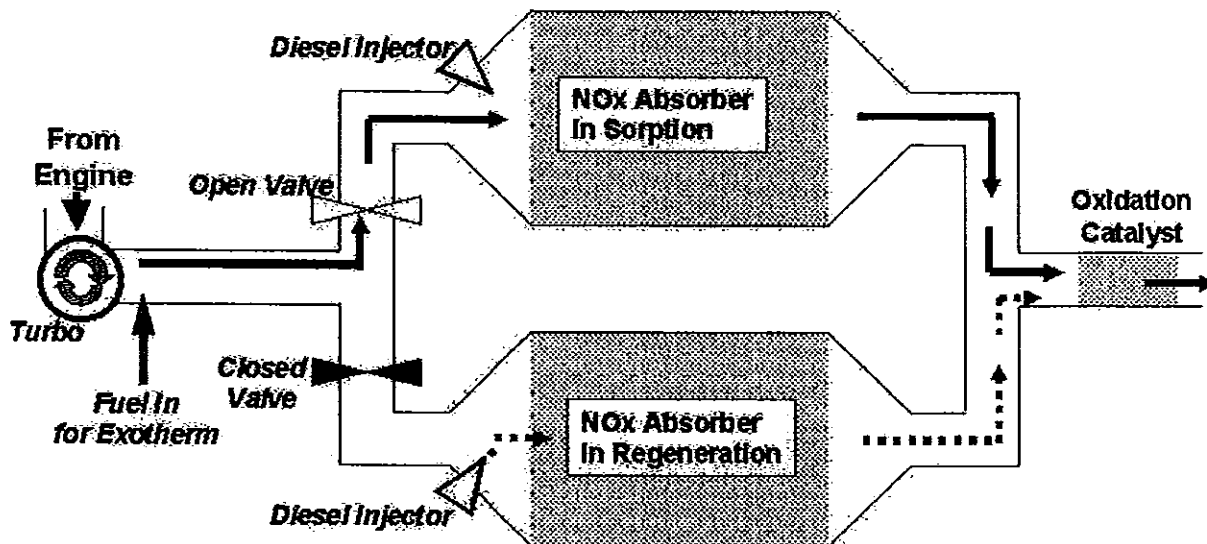 Diesel Injector
NOx Absorber
In Sorption
From
Engine
Open Valve
Oxidation
Catalyst
Turbo
Closed
Valve
Fuel In
for Exotherm
NOx Absorber
In Regeneration
Diesel Injector